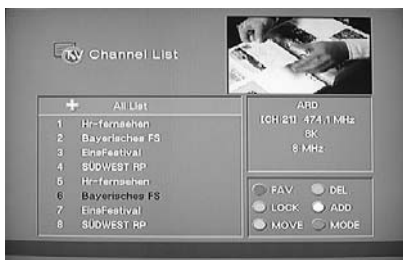 TV Channel List
All List
1 Hr-fernsehen
2 Bayerisches FS
3 EinsFestival
4 SÜDWEST RP
5 Hr-fernsehen
6 Bayerisches FS
7 EinsFestival
8 SÜDWEST RP
ARD
[CH 21] 474.1 MHz
8K
8 MHz
FAV DEL
LOCK ADD
MOVE MODE